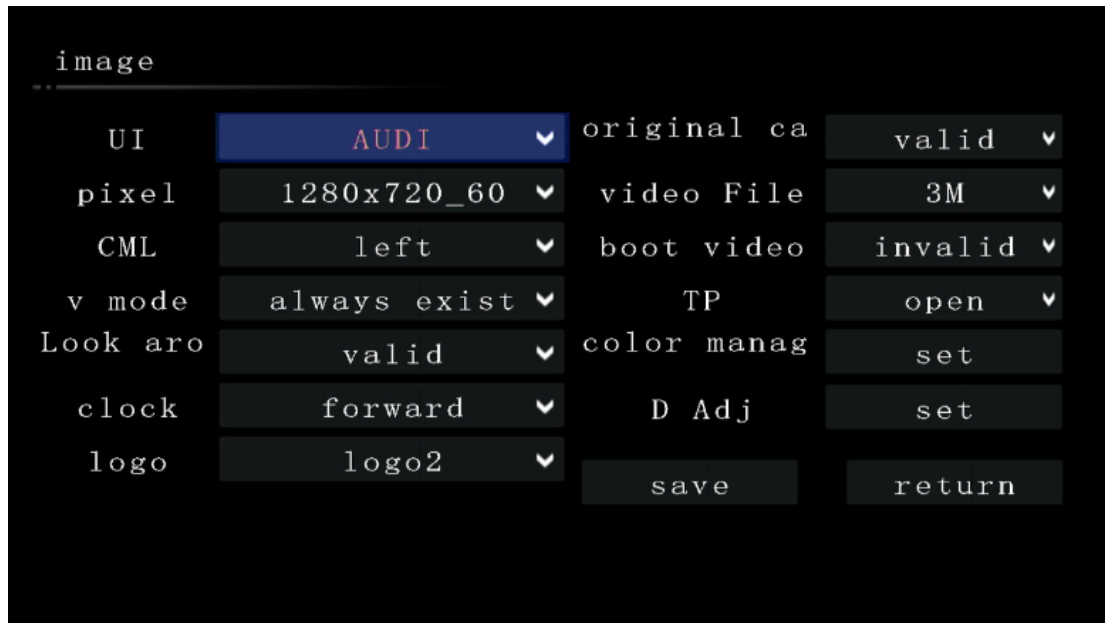 image
UI AUDI original ca valid
pixel 1280x720_60 video File 3M
CML left boot video invalid
v mode always exist TP open
Look aro valid color manag set
clock forward D Adj set
logo logo2 save return